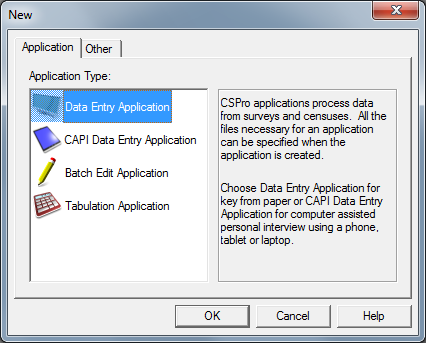 New
Application
Other
Application Type:
Data Entry Application
CAPI Data Entry Application
Batch Edit Application
Tabulation Application
CSPro applications process data
from surveys and censuses. All the
files necessary for an application
can be specified when the
application is created.
Choose Data Entry Application for
key from paper or CAPI Data Entry
Application for computer assisted
personal interview using a phone,
tablet or laptop.
OK
Cancel
Help